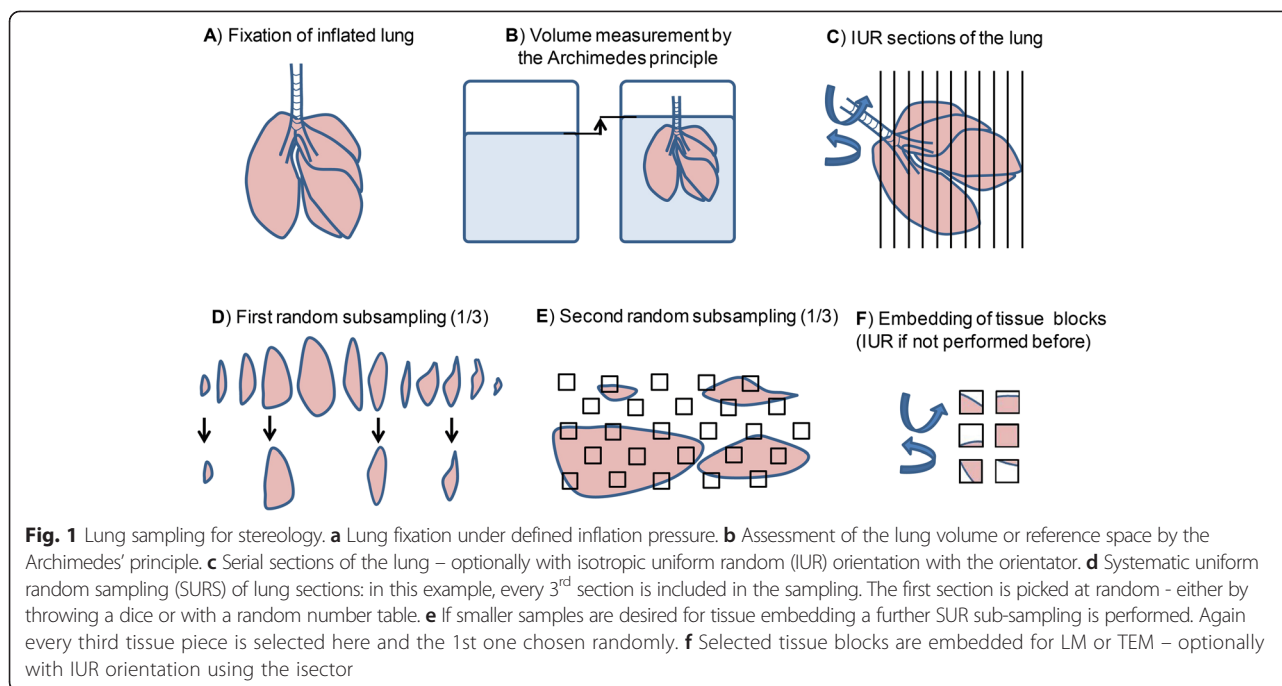 A) Fixation of inflated lung
B) Volume measurement by
the Archimedes principle
C) IUR sections of the lung
D) First random subsampling (1/3)
E) Second random subsampling (1/3)
F) Embedding of tissue blocks
(IUR if not performed before)
Fig. 1 Lung sampling for stereology. a Lung fixation under defined inflation pressure. b Assessment of the lung volume or reference space by the
Archimedes’ principle. c Serial sections of the lung – optionally with isotropic uniform random (IUR) orientation with the orientator. d Systematic uniform
random sampling (SURS) of lung sections: in this example, every 3rd section is included in the sampling. The first section is picked at random - either by
throwing a dice or with a random number table. e If smaller samples are desired for tissue embedding a further SUR sub-sampling is performed. Again
every third tissue piece is selected here and the 1st one chosen randomly. f Selected tissue blocks are embedded for LM or TEM – optionally
with IUR orientation using the isector